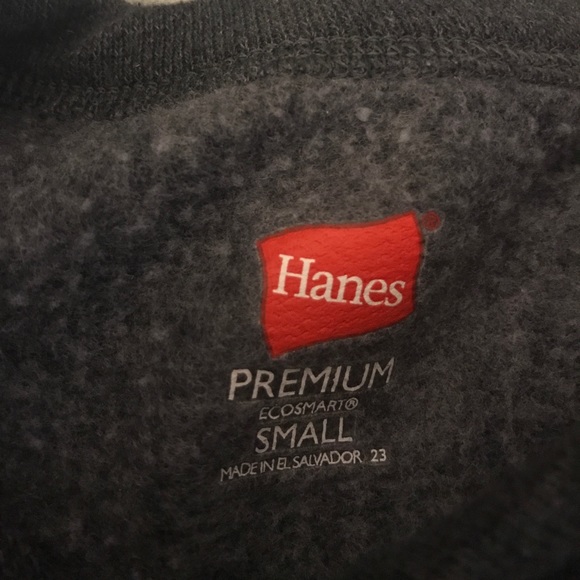 Hanes
PREMIUM
ECOSMART®
SMALL
MADE IN EL SALVADOR 23